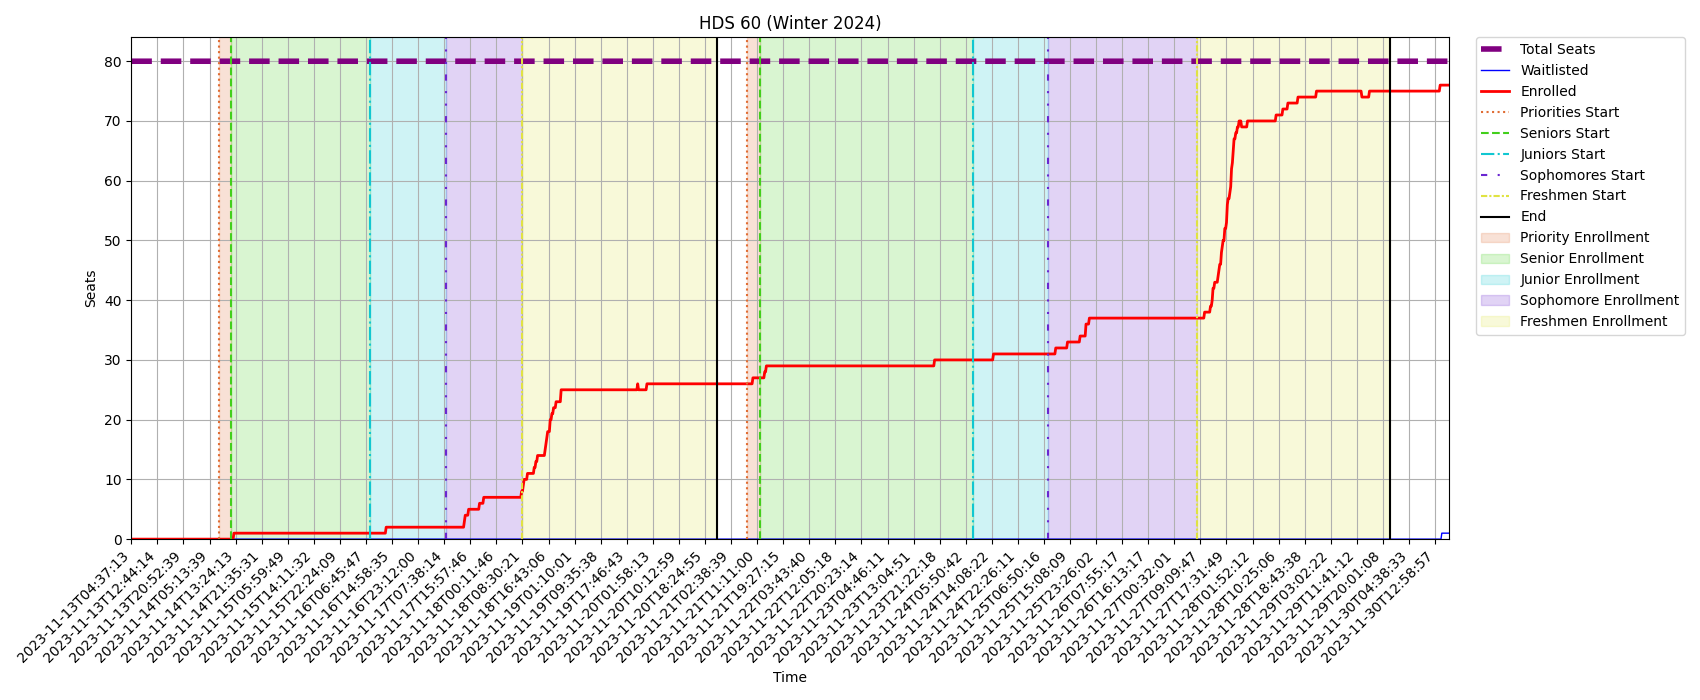 HDS 60 (Winter 2024)
Seats
80
70
60
50
40
30
20
10
0
2023-11-13T04:37:13
2023-11-13T12:44:14
2023-11-13T20:52:39
2023-11-14T05:13:39
2023-11-14T13:24:13
2023-11-14T21:35:31
2023-11-15T05:59:49
2023-11-15T14:11:32
2023-11-15T22:24:09
2023-11-16T06:45:47
2023-11-16T14:58:35
2023-11-16T23:12:00
2023-11-17T07:38:14
2023-11-17T15:57:46
2023-11-18T00:11:46
2023-11-18T08:30:21
2023-11-18T16:43:06
2023-11-19T01:10:01
2023-11-19T09:35:38
2023-11-19T17:46:43
2023-11-20T01:58:13
2023-11-20T10:12:59
2023-11-20T18:24:55
2023-11-21T02:38:39
2023-11-21T11:11:00
2023-11-21T19:27:15
2023-11-22T03:43:40
2023-11-22T12:05:18
2023-11-22T20:23:14
2023-11-23T04:46:11
2023-11-23T13:04:51
2023-11-23T21:22:18
2023-11-24T05:50:42
2023-11-24T14:08:22
2023-11-24T22:26:11
2023-11-25T06:50:16
2023-11-25T15:08:09
2023-11-25T23:26:02
2023-11-26T07:55:17
2023-11-26T16:13:17
2023-11-27T00:32:01
2023-11-27T09:09:47
2023-11-27T17:31:49
2023-11-28T01:52:12
2023-11-28T10:25:06
2023-11-28T18:43:38
2023-11-29T03:02:22
2023-11-29T11:41:12
2023-11-29T20:01:08
2023-11-30T04:38:33
2023-11-30T12:58:57
Time
Total Seats
Waitlisted
Enrolled
Priorities Start
Seniors Start
Juniors Start
Sophomores Start
Freshmen Start
End
Priority Enrollment
Senior Enrollment
Junior Enrollment
Sophomore Enrollment
Freshmen Enrollment